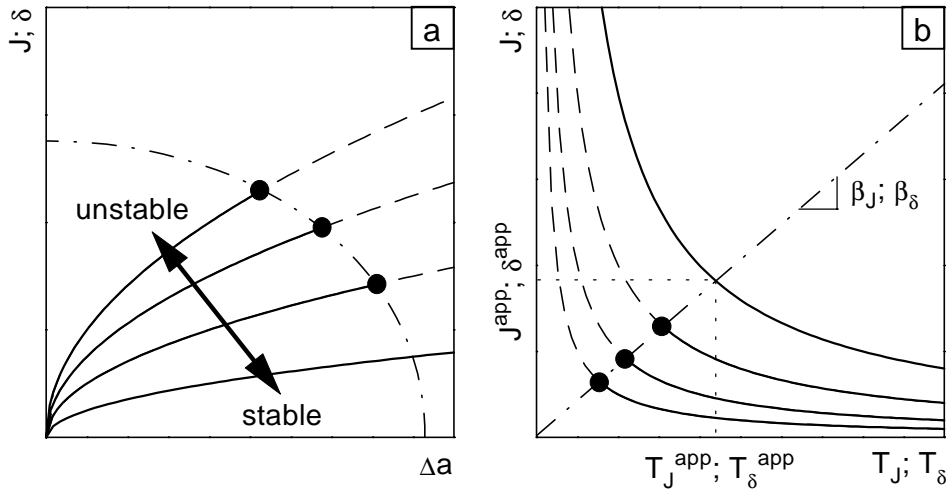 J; δ
a
unstable
stable
Δa
J; δ
b
β_J; β_δ
J^app; δ^app
T_J^app; T_δ^app
T_J; T_δ